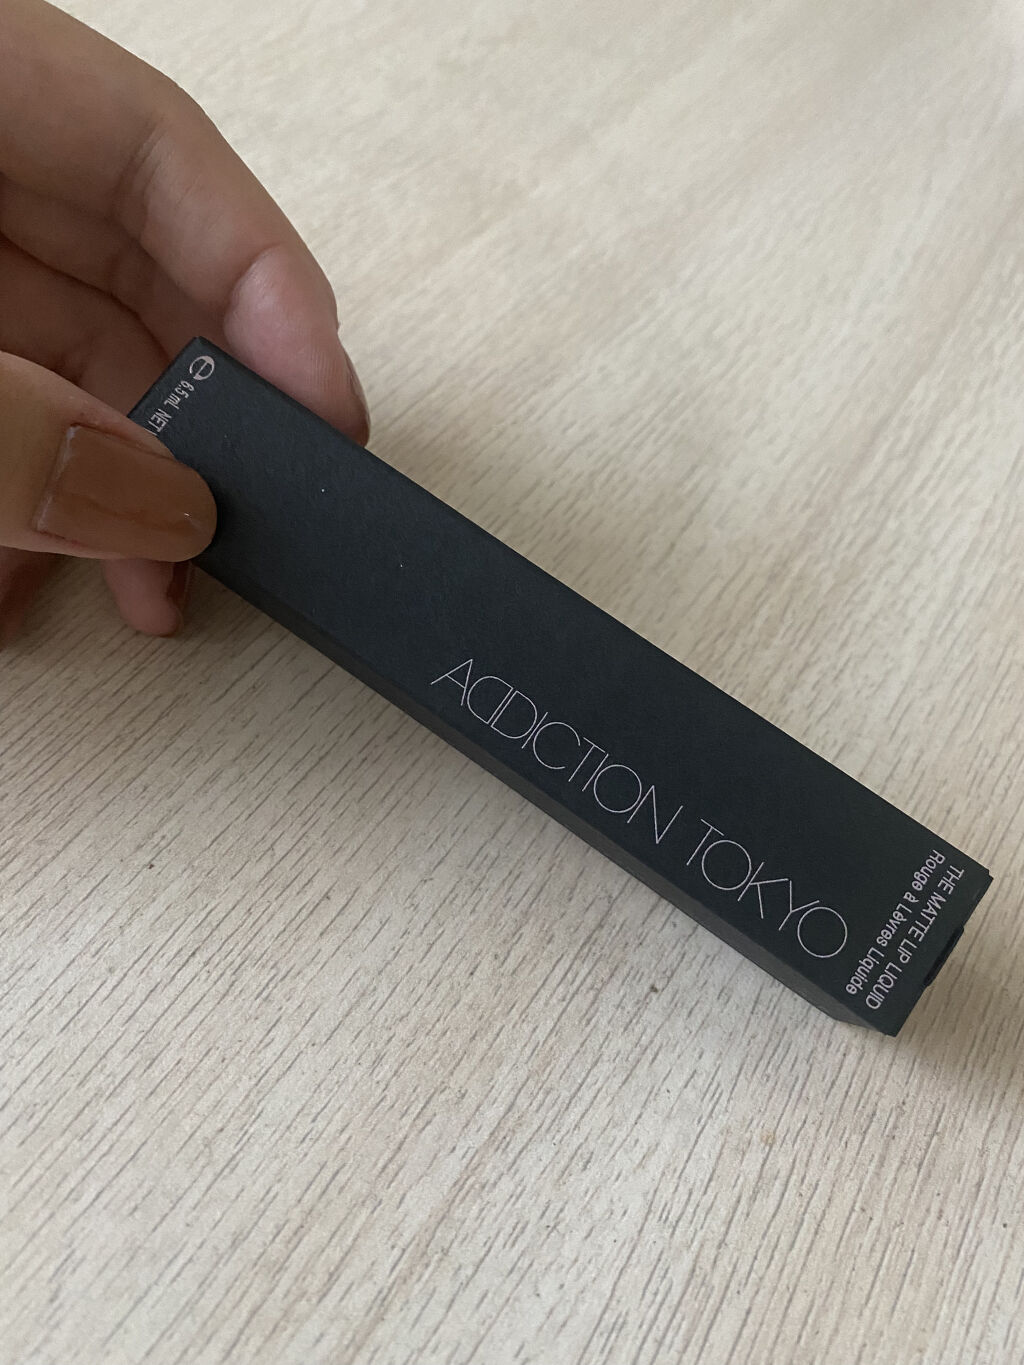 ADDICTION TOKYO
THE MATTE LIP LIQUID
Rouge à Lèvres Liquide
e 6.5 mL NET